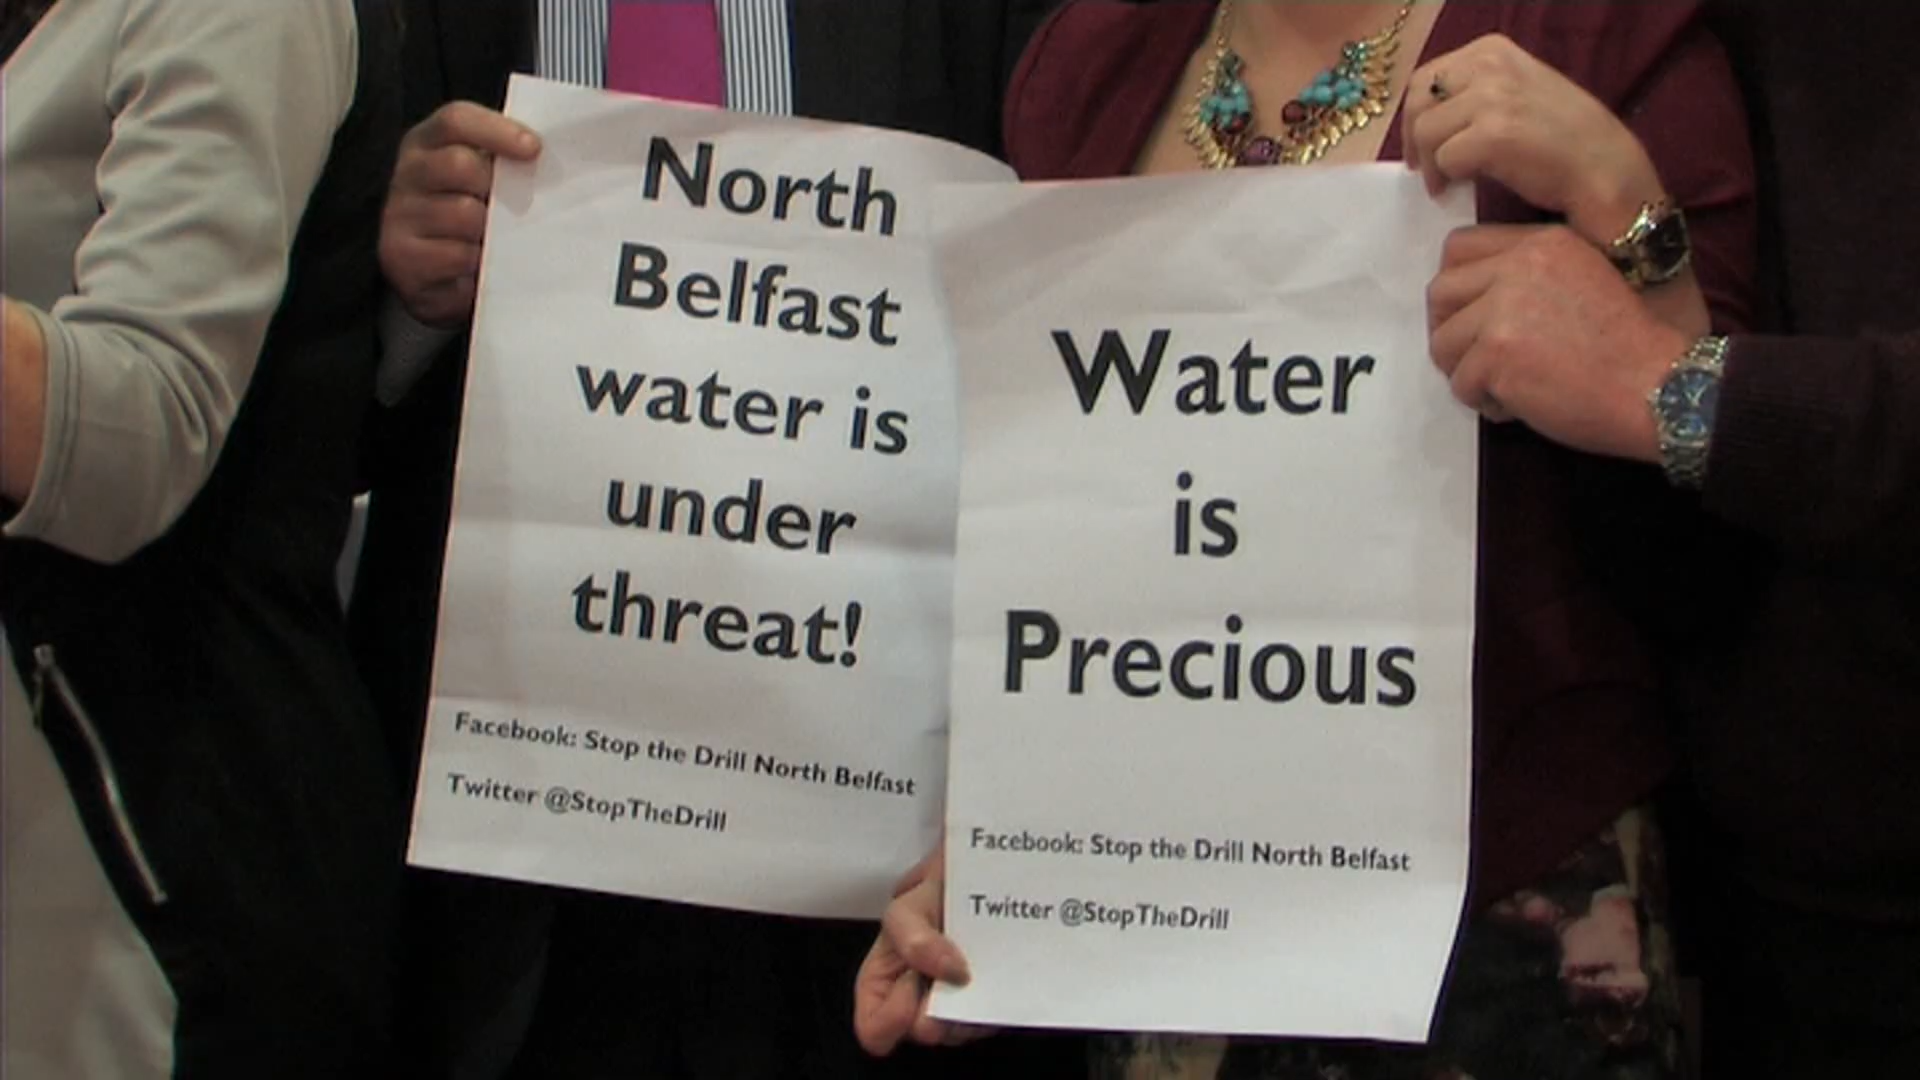 North
Belfast
water is
under
threat!
Facebook: Stop the Drill North Belfast
Twitter @StopTheDrill
Water
is
Precious
Facebook: Stop the Drill North Belfast
Twitter @StopTheDrill